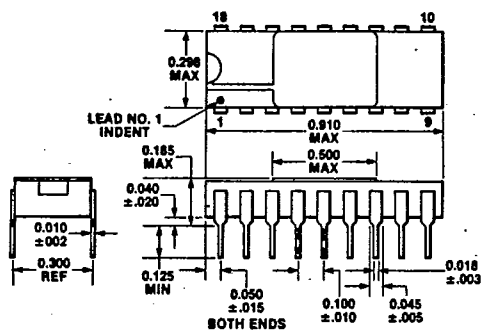 18 10
0.298
MAX
LEAD NO. 1
INDENT
1 9
0.910
MAX
0.185
MAX
0.500
MAX
0.040
±.020
0.010
±.002
0.300
REF
0.125
MIN
0.050
±.015
BOTH ENDS
0.100
±.010
0.045
±.005
0.018
±.003